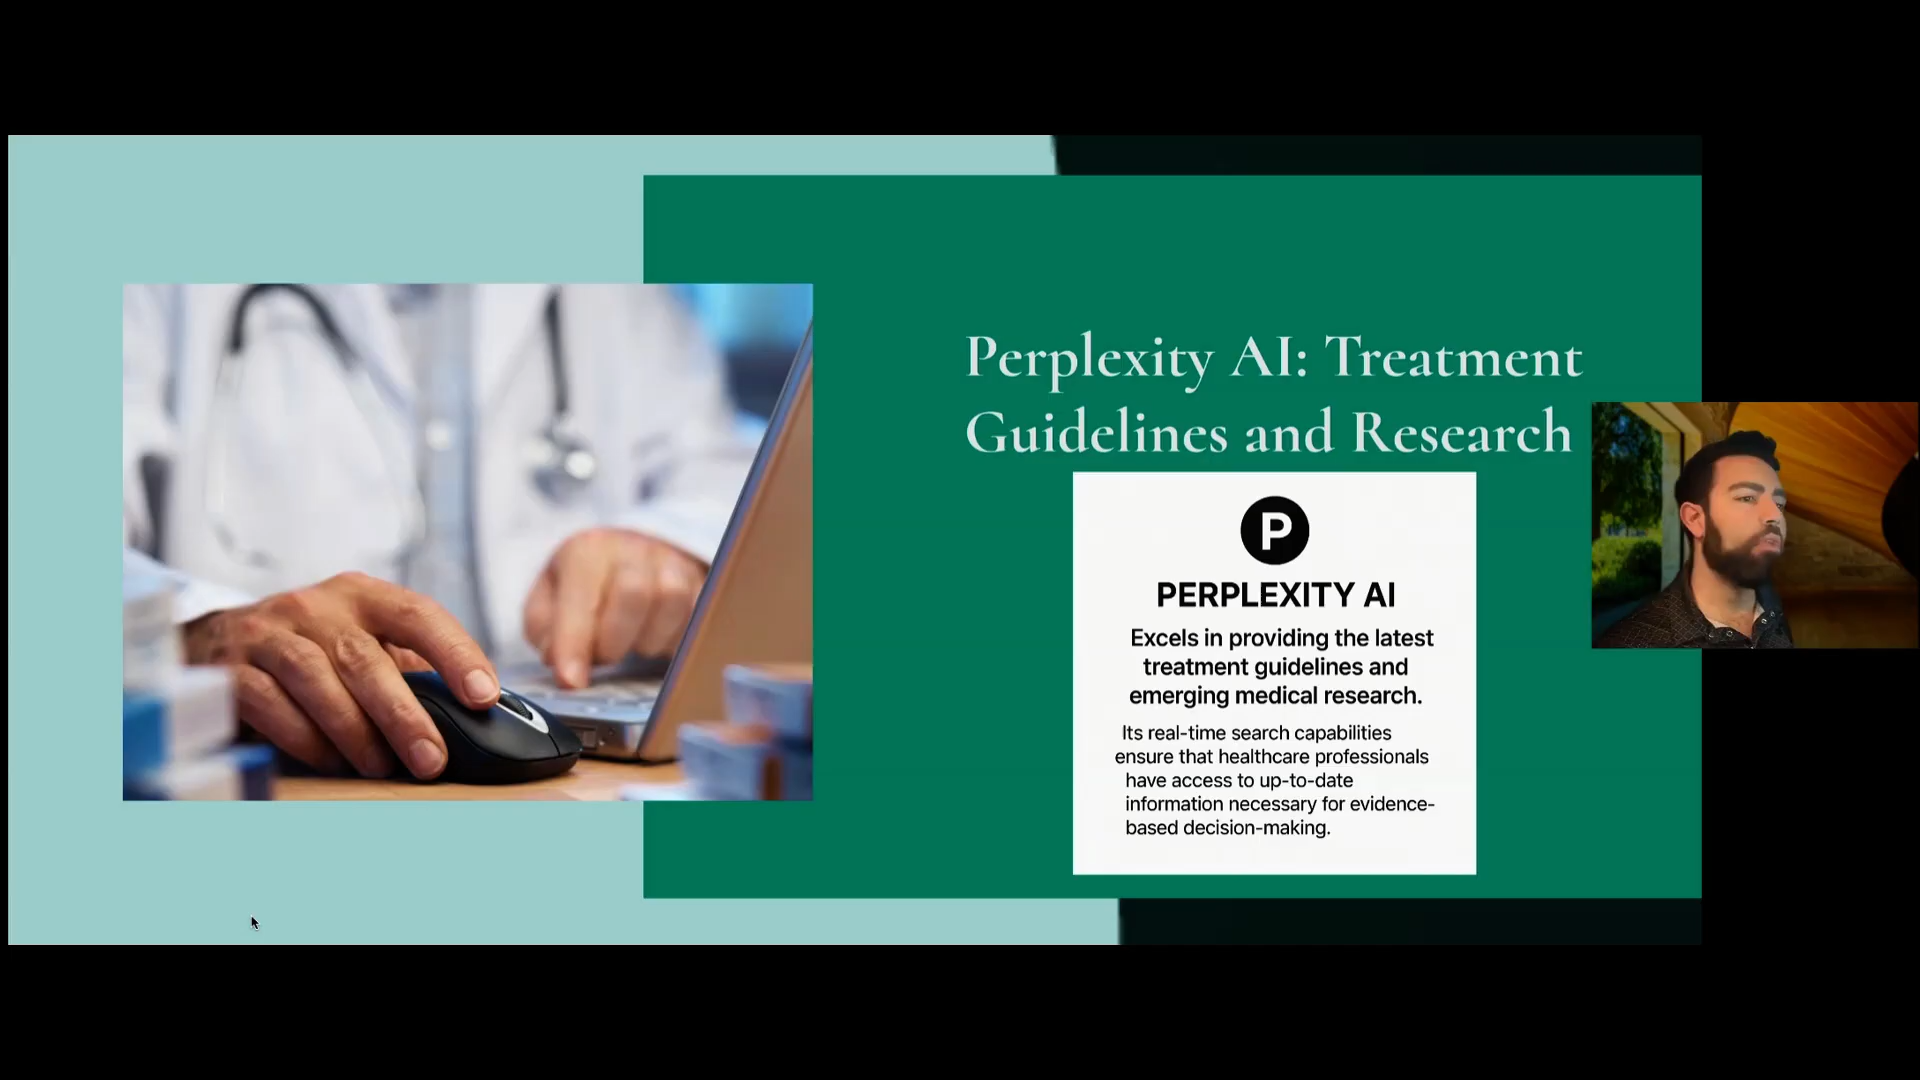 Perplexity AI: Treatment
Guidelines and Research
P
PERPLEXITY AI
Excels in providing the latest
treatment guidelines and
emerging medical research.
Its real-time search capabilities
ensure that healthcare professionals
have access to up-to-date
information necessary for evidence-
based decision-making.